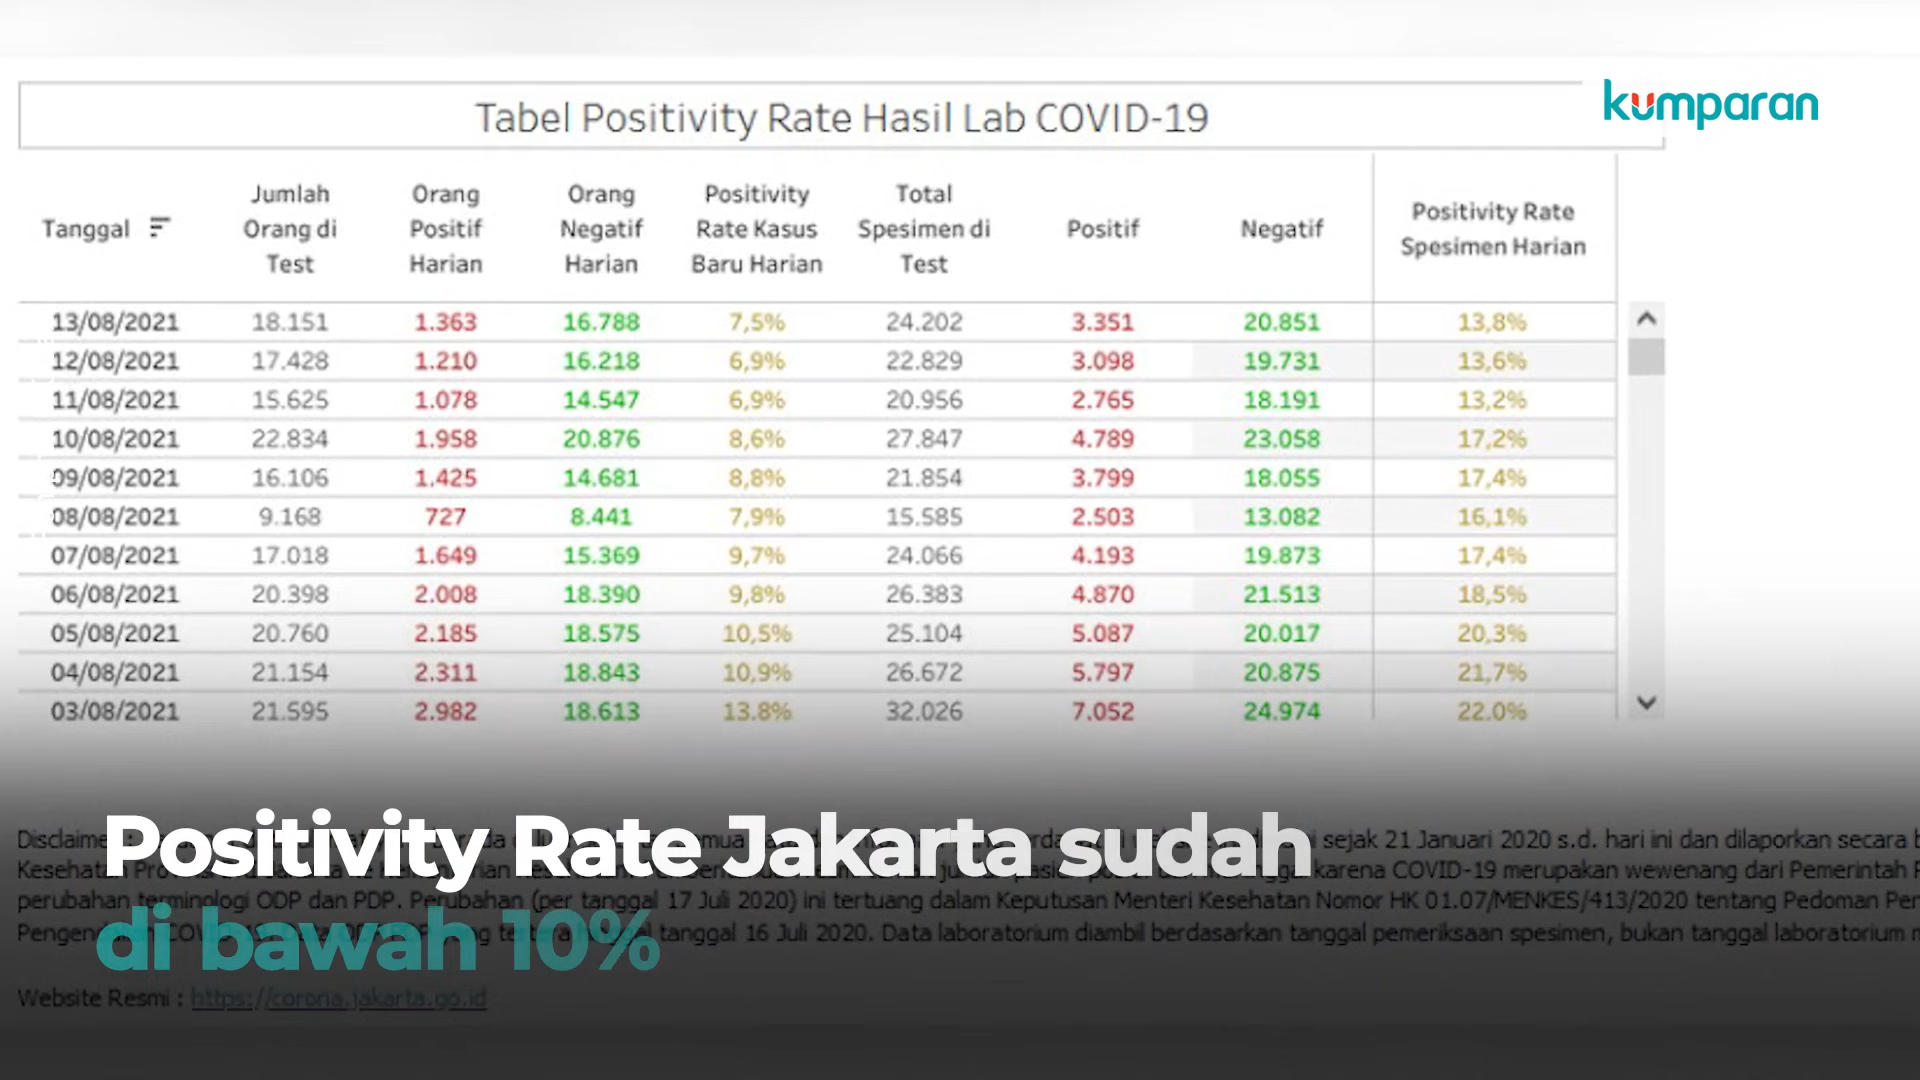 kumparan
Tabel Positivity Rate Hasil Lab COVID-19
Tanggal Jumlah Orang di Test Orang Positif Harian Orang Negatif Harian Positivity Rate Kasus Baru Harian Total Spesimen di Test Positif Negatif Positivity Rate Spesimen Harian
13/08/2021 18.151 1.363 16.788 7,5% 24.202 3.351 20.851 13,8%
12/08/2021 17.428 1.210 16.218 6,9% 22.829 3.098 19.731 13,6%
11/08/2021 15.625 1.078 14.547 6,9% 20.956 2.765 18.191 13,2%
10/08/2021 22.834 1.958 20.876 8,6% 27.847 4.789 23.058 17,2%
09/08/2021 16.106 1.425 14.681 8,8% 21.854 3.799 18.055 17,4%
08/08/2021 9.168 727 8.441 7,9% 15.585 2.503 13.082 16,1%
07/08/2021 17.018 1.649 15.369 9,7% 24.066 4.193 19.873 17,4%
06/08/2021 20.398 2.008 18.390 9,8% 26.383 4.870 21.513 18,5%
05/08/2021 20.760 2.185 18.575 10,5% 25.104 5.087 20.017 20,3%
04/08/2021 21.154 2.311 18.843 10,9% 26.672 5.797 20.875 21,7%
03/08/2021 21.595 2.982 18.613 13.8% 32.026 7.052 24.974 22.0%
Positivity Rate Jakarta sudah
di bawah 10%
sejak 21 Januari 2020 s.d. hari ini dan dilaporkan secara
karena COVID-19 merupakan wewenang dari Pemerintah
perubahan terminologi ODP dan PDP. Perubahan (per tanggal 17 Juli 2020) ini tertuang dalam Keputusan Menteri Kesehatan Nomor HK 01.07/MENKES/413/2020 tentang Pedoman
tanggal 16 Juli 2020. Data laboratorium diambil berdasarkan tanggal pemeriksaan spesimen, bukan tanggal laboratorium
Website Resmi : https://corona.jakarta.go.id